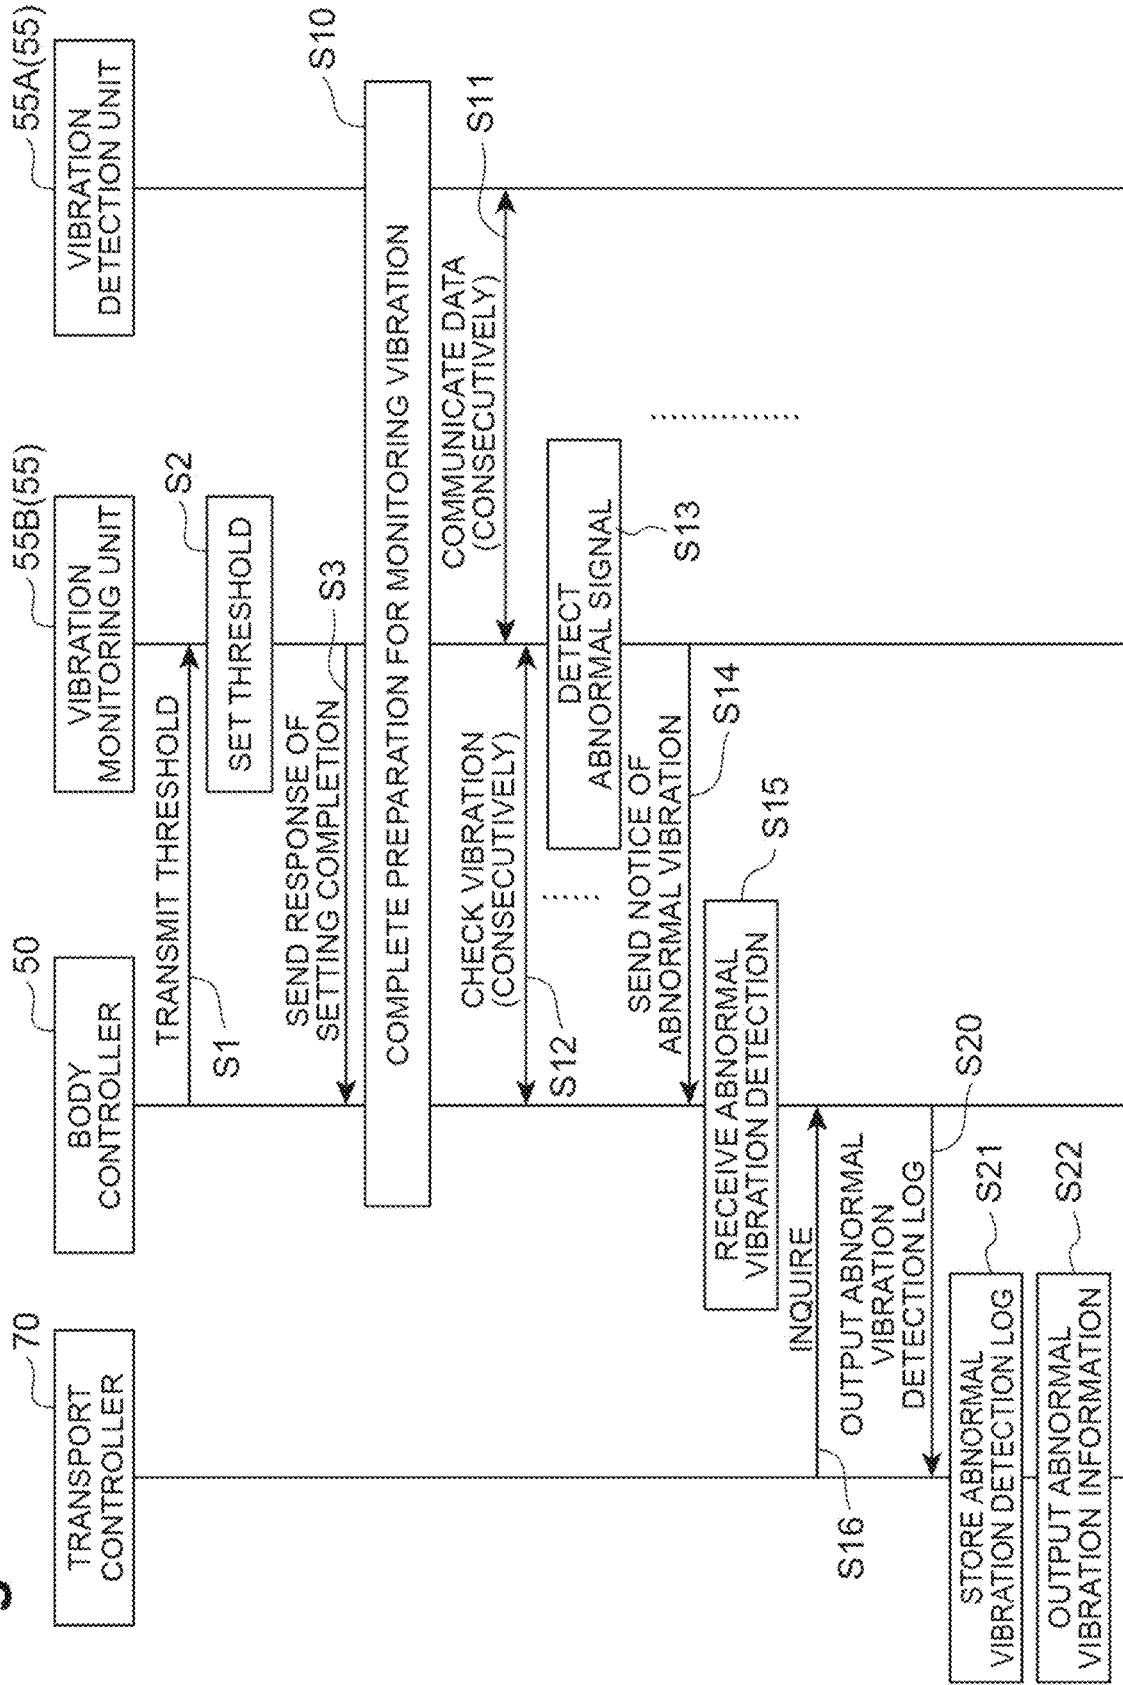 70
TRANSPORT
CONTROLLER
50
BODY
CONTROLLER
55B(55)
VIBRATION
MONITORING UNIT
55A(55)
VIBRATION
DETECTION UNIT
TRANSMIT THRESHOLD
S1
S2
SET THRESHOLD
SEND RESPONSE OF
SETTING COMPLETION
S3
S10
COMPLETE PREPARATION FOR MONITORING VIBRATION
COMMUNICATE DATA
(CONSECUTIVELY)
S11
CHECK VIBRATION
(CONSECUTIVELY)
S12
DETECT
ABNORMAL SIGNAL
S13
SEND NOTICE OF
ABNORMAL VIBRATION
S14
RECEIVE ABNORMAL
VIBRATION DETECTION
S15
INQUIRE
S16
OUTPUT ABNORMAL
VIBRATION
DETECTION LOG
S20
STORE ABNORMAL
VIBRATION DETECTION LOG
S21
OUTPUT ABNORMAL
VIBRATION INFORMATION
S22